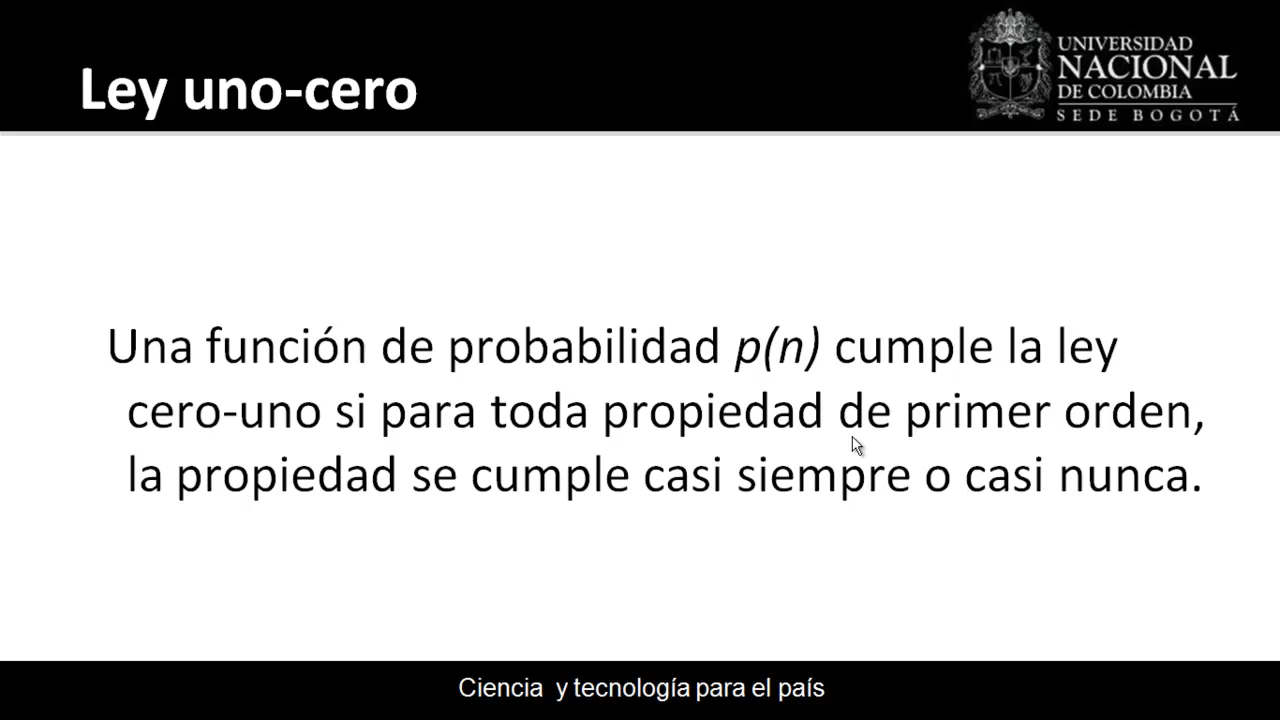 Ley uno-cero
UNIVERSIDAD
NACIONAL
DE COLOMBIA
SEDE BOGOTÁ
Una función de probabilidad p(n) cumple la ley
cero-uno si para toda propiedad de primer orden,
la propiedad se cumple casi siempre o casi nunca.
Ciencia y tecnología para el país